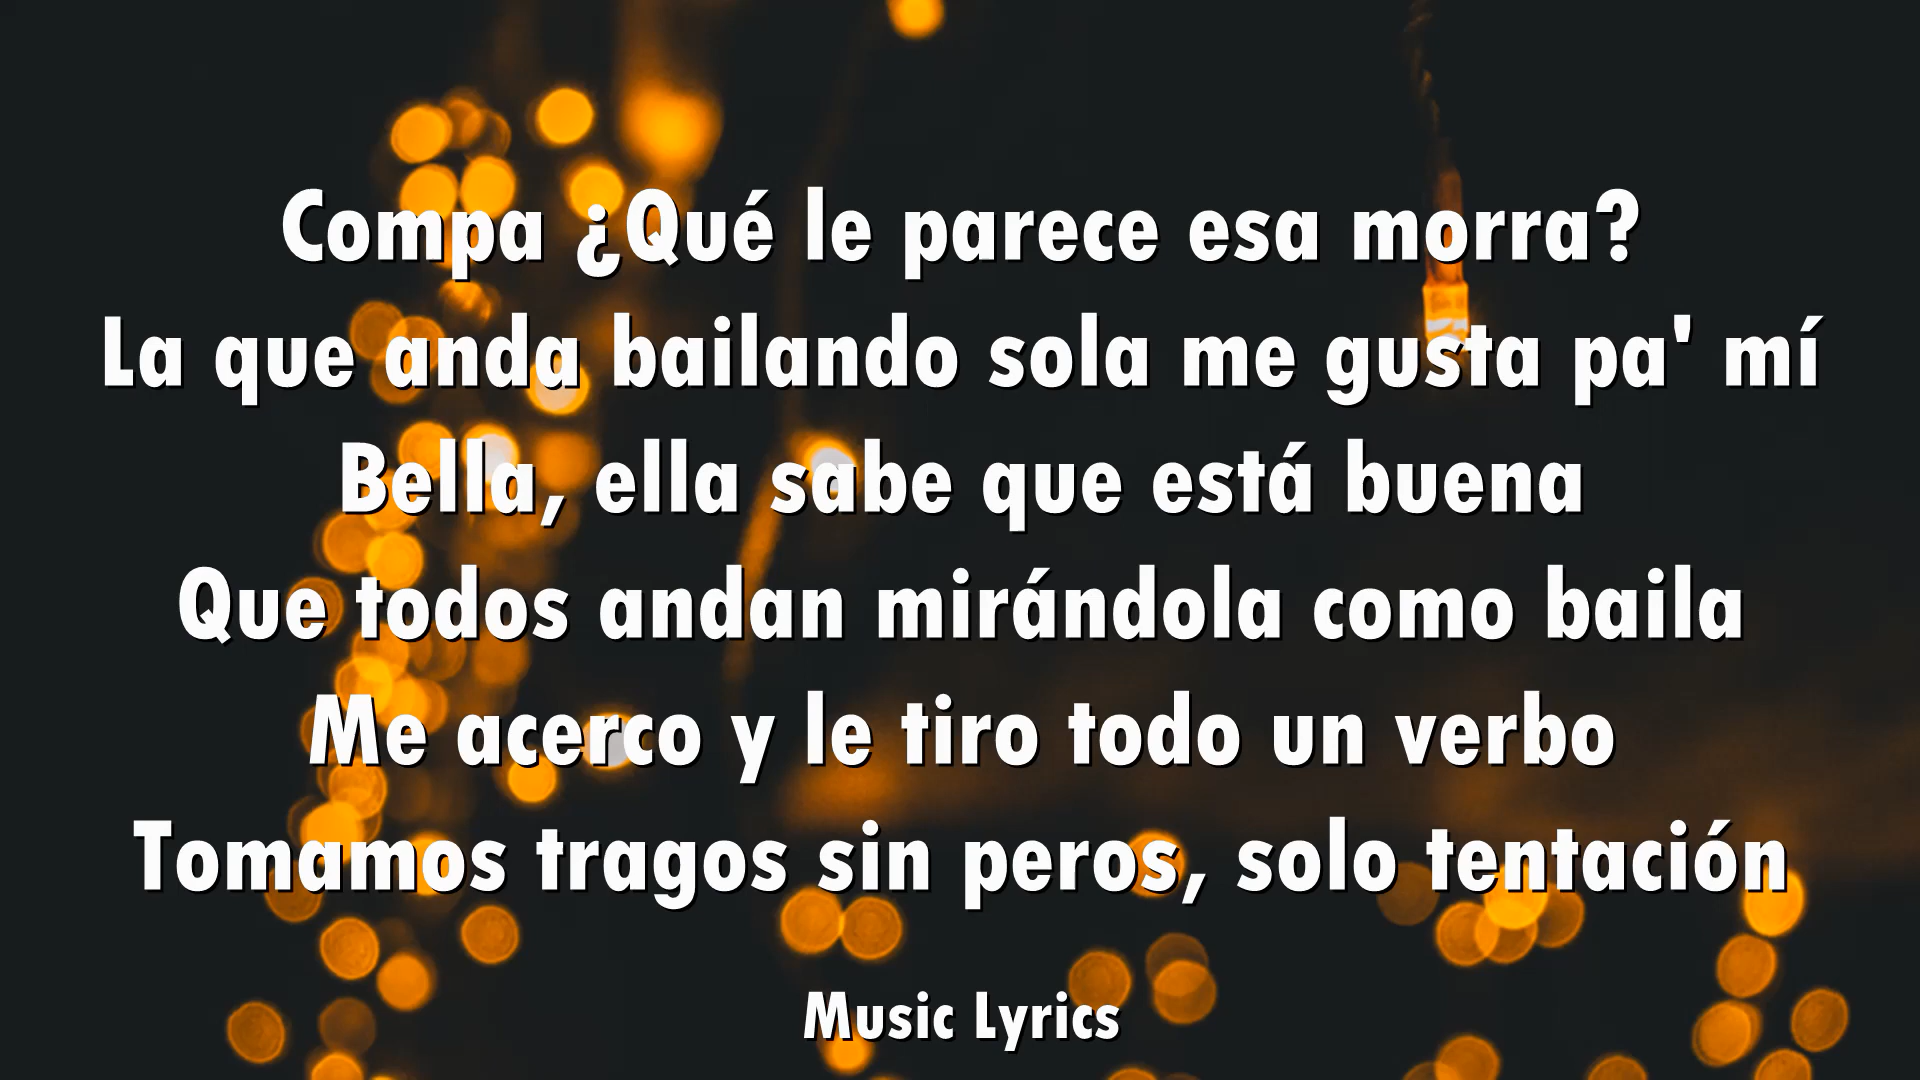 Compa ¿Qué le parece esa morra?
La que anda bailando sola me gusta pa' mí
Bella, ella sabe que está buena
Que todos andan mirándola como baila
Me acerco y le tiro todo un verbo
Tomamos tragos sin peros, solo tentación
Music Lyrics